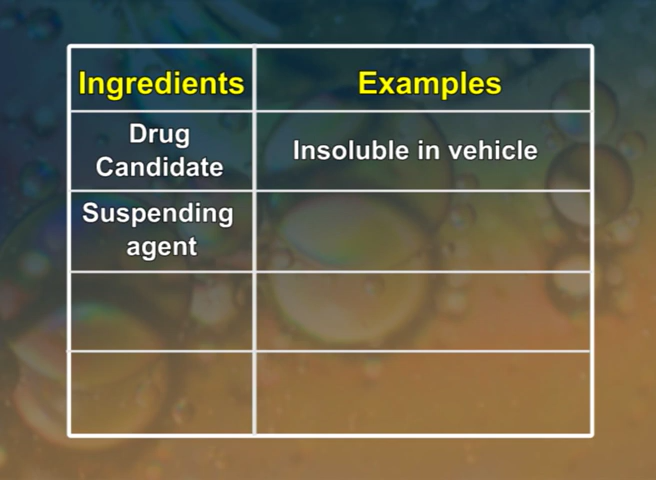 Ingredients
Examples
Drug
Candidate
Insoluble in vehicle
Suspending
agent